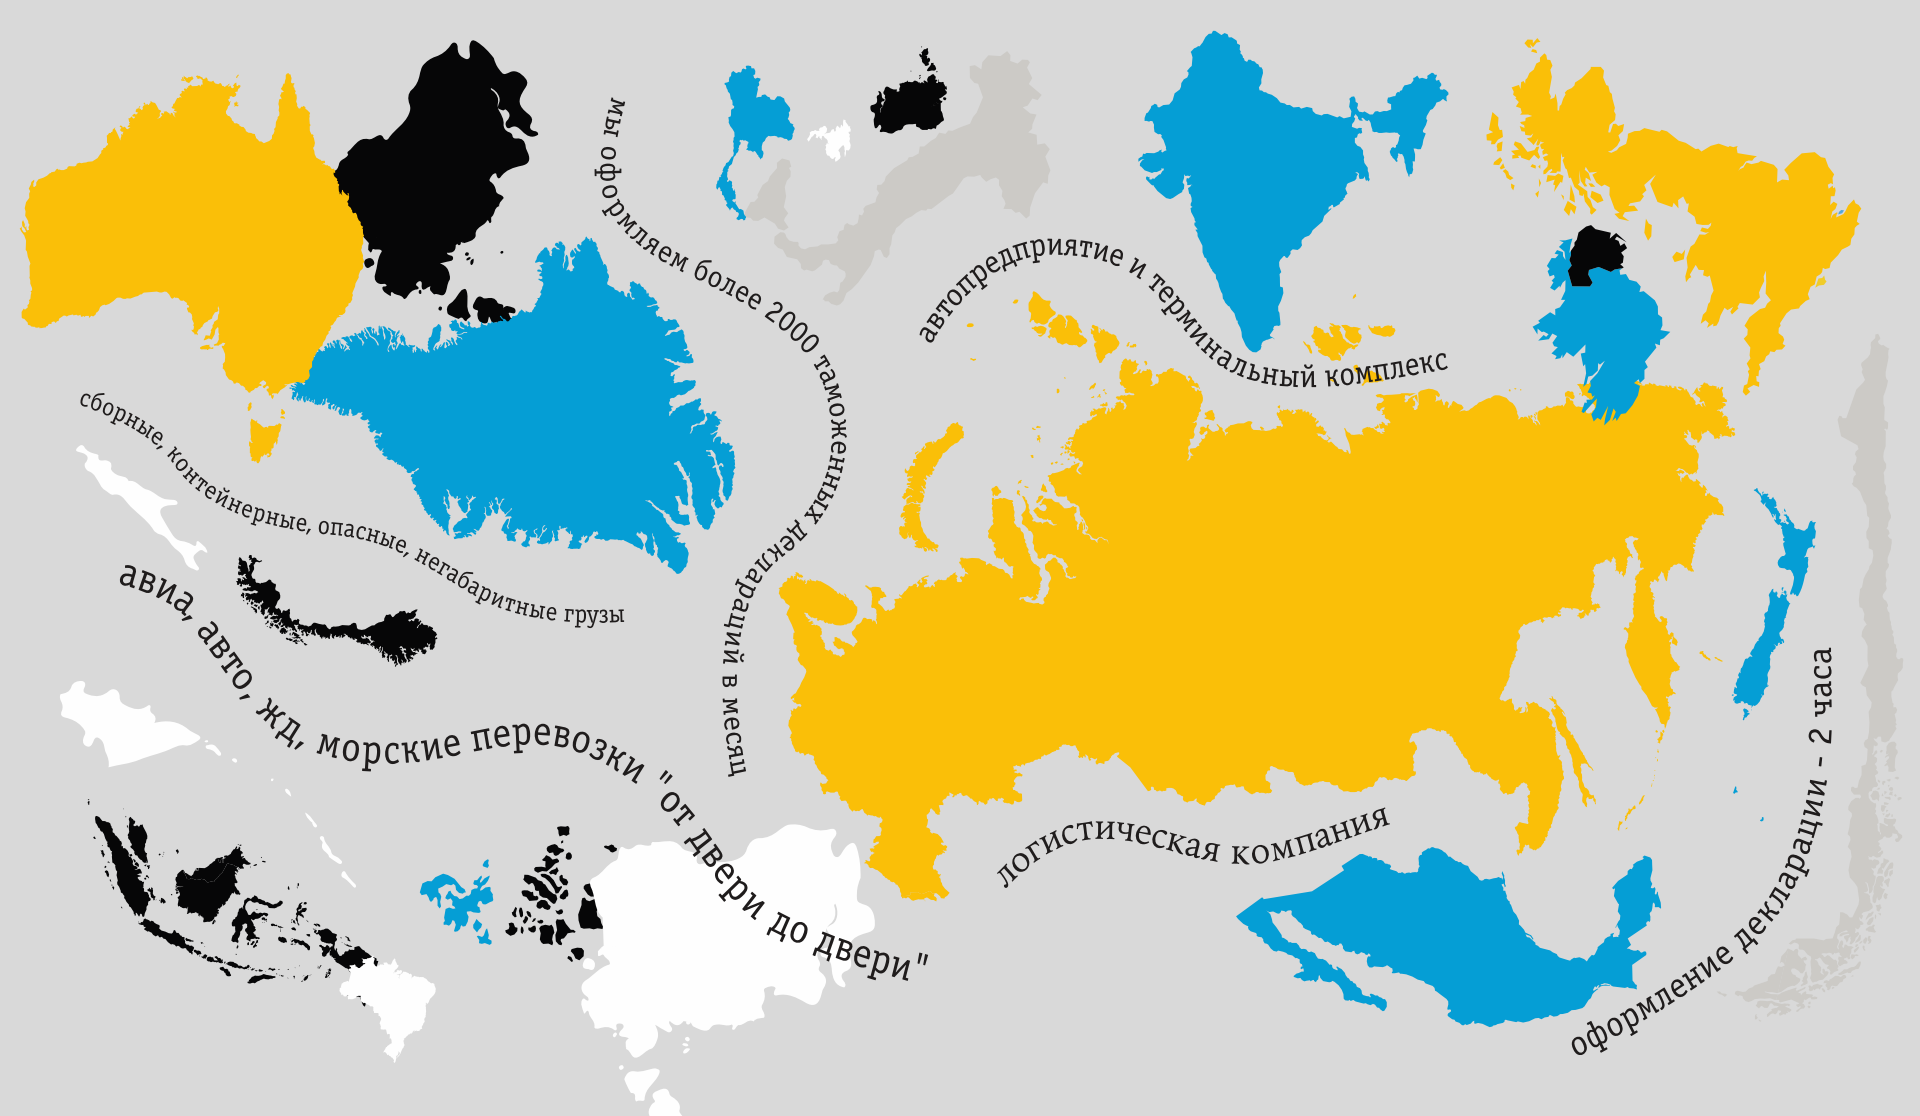 мы оформляем более 2000 таможенных деклараций в месяц
автопредприятие и терминальный комплекс
сборные, контейнерные, опасные, негабаритные грузы
авиа, авто, жд, морские перевозки "от двери до двери"
логистическая компания
оформление декларации - 2 часа